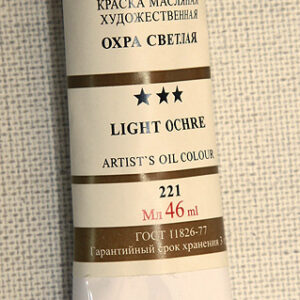 КРАСКА МАСЛЯНАЯ
ХУДОЖЕСТВЕННАЯ
ОХРА СВЕТЛАЯ
★ ★ ★
LIGHT OCHRE
ARTIST`S OIL COLOUR
221
Мл 46 ml
ГОСТ 11826-77
Гарантийный срок хранения